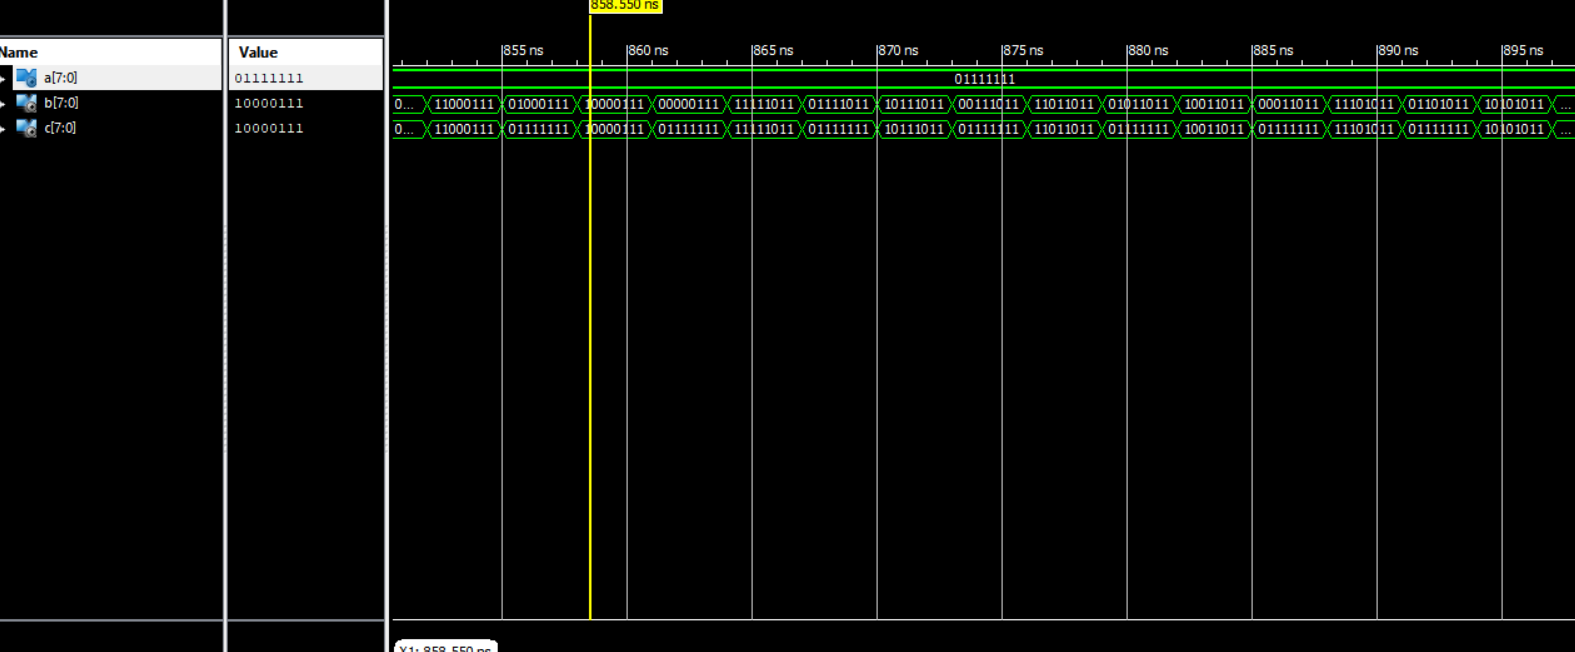 858.550 ns
Name Value 855 ns 860 ns 865 ns 870 ns 875 ns 880 ns 885 ns 890 ns 895 ns
a[7:0] 01111111 01111111
b[7:0] 10000111 0... 11000111 01000111 10000111 00000111 11111011 01111011 10111011 00111011 11011011 01011011 10011011 00011011 11101011 01101011 10101011 ...
c[7:0] 10000111 0... 11000111 01111111 10000111 01111111 11111011 01111111 10111011 01111111 11011011 01111111 10011011 01111111 11101011 01111111 10101011 ...
X1: 858.550 ns